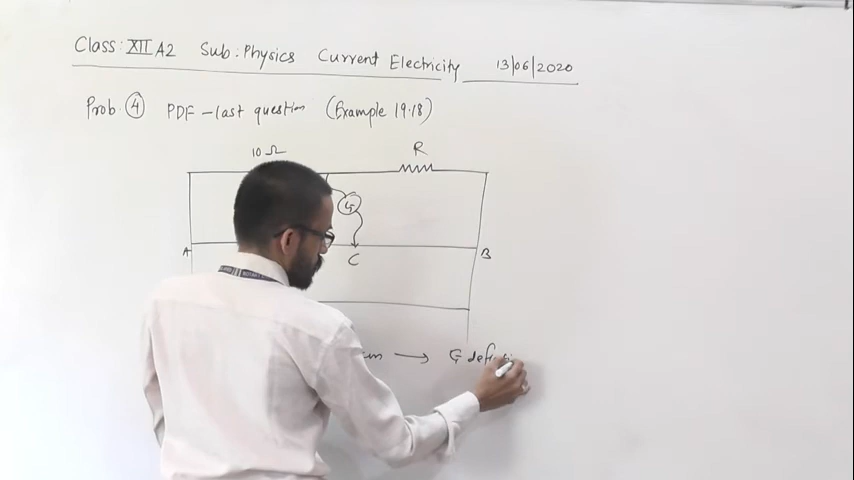 Class: XII A2 Sub: Physics Current Electricity 13/06/2020
Prob. 4 PDF - last question (Example 19.18)
10 Ω R
G
A B
C
cm → G